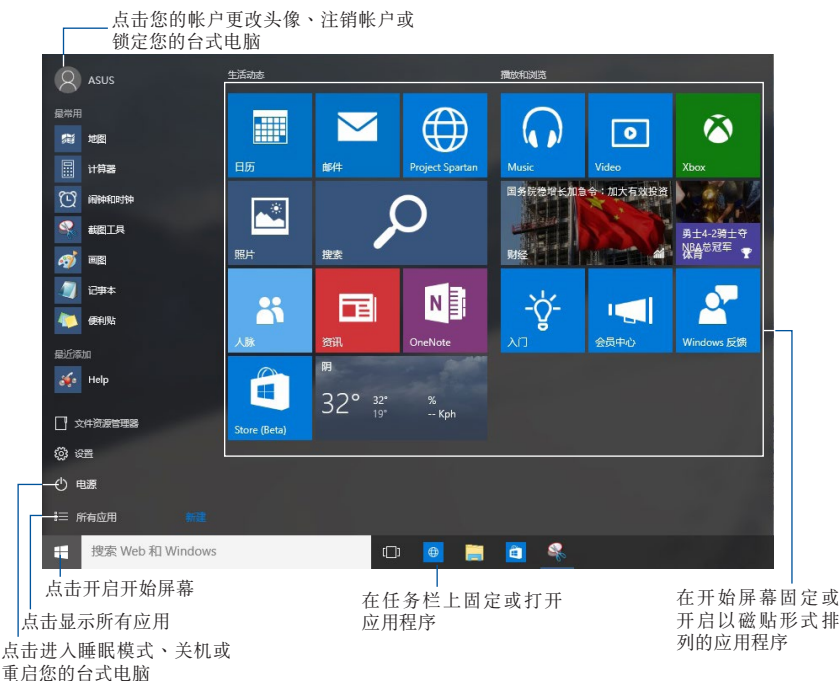 点击您的帐户更改头像、注销帐户或
锁定您的台式电脑
ASUS
最常用
地图
计算器
闹钟和时钟
截图工具
画图
记事本
便利贴
最近添加
Help
文件资源管理器
设置
电源
所有应用
新建
生活动态
日历
邮件
Project Spartan
照片
搜索
人脉
资讯
OneNote
Store (Beta)
阴
32°
32°
19°
%
-- Kph
播放和浏览
Music
Video
Xbox
国务院稳增长加急令：加大有效投资
财经
勇士4-2骑士夺
NBA总冠军
体育
入门
会员中心
Windows 反馈
搜索 Web 和 Windows
点击开启开始屏幕
点击显示所有应用
点击进入睡眠模式、关机或
重启您的台式电脑
在任务栏上固定或打开
应用程序
在开始屏幕固定或
开启以磁贴形式排
列的应用程序